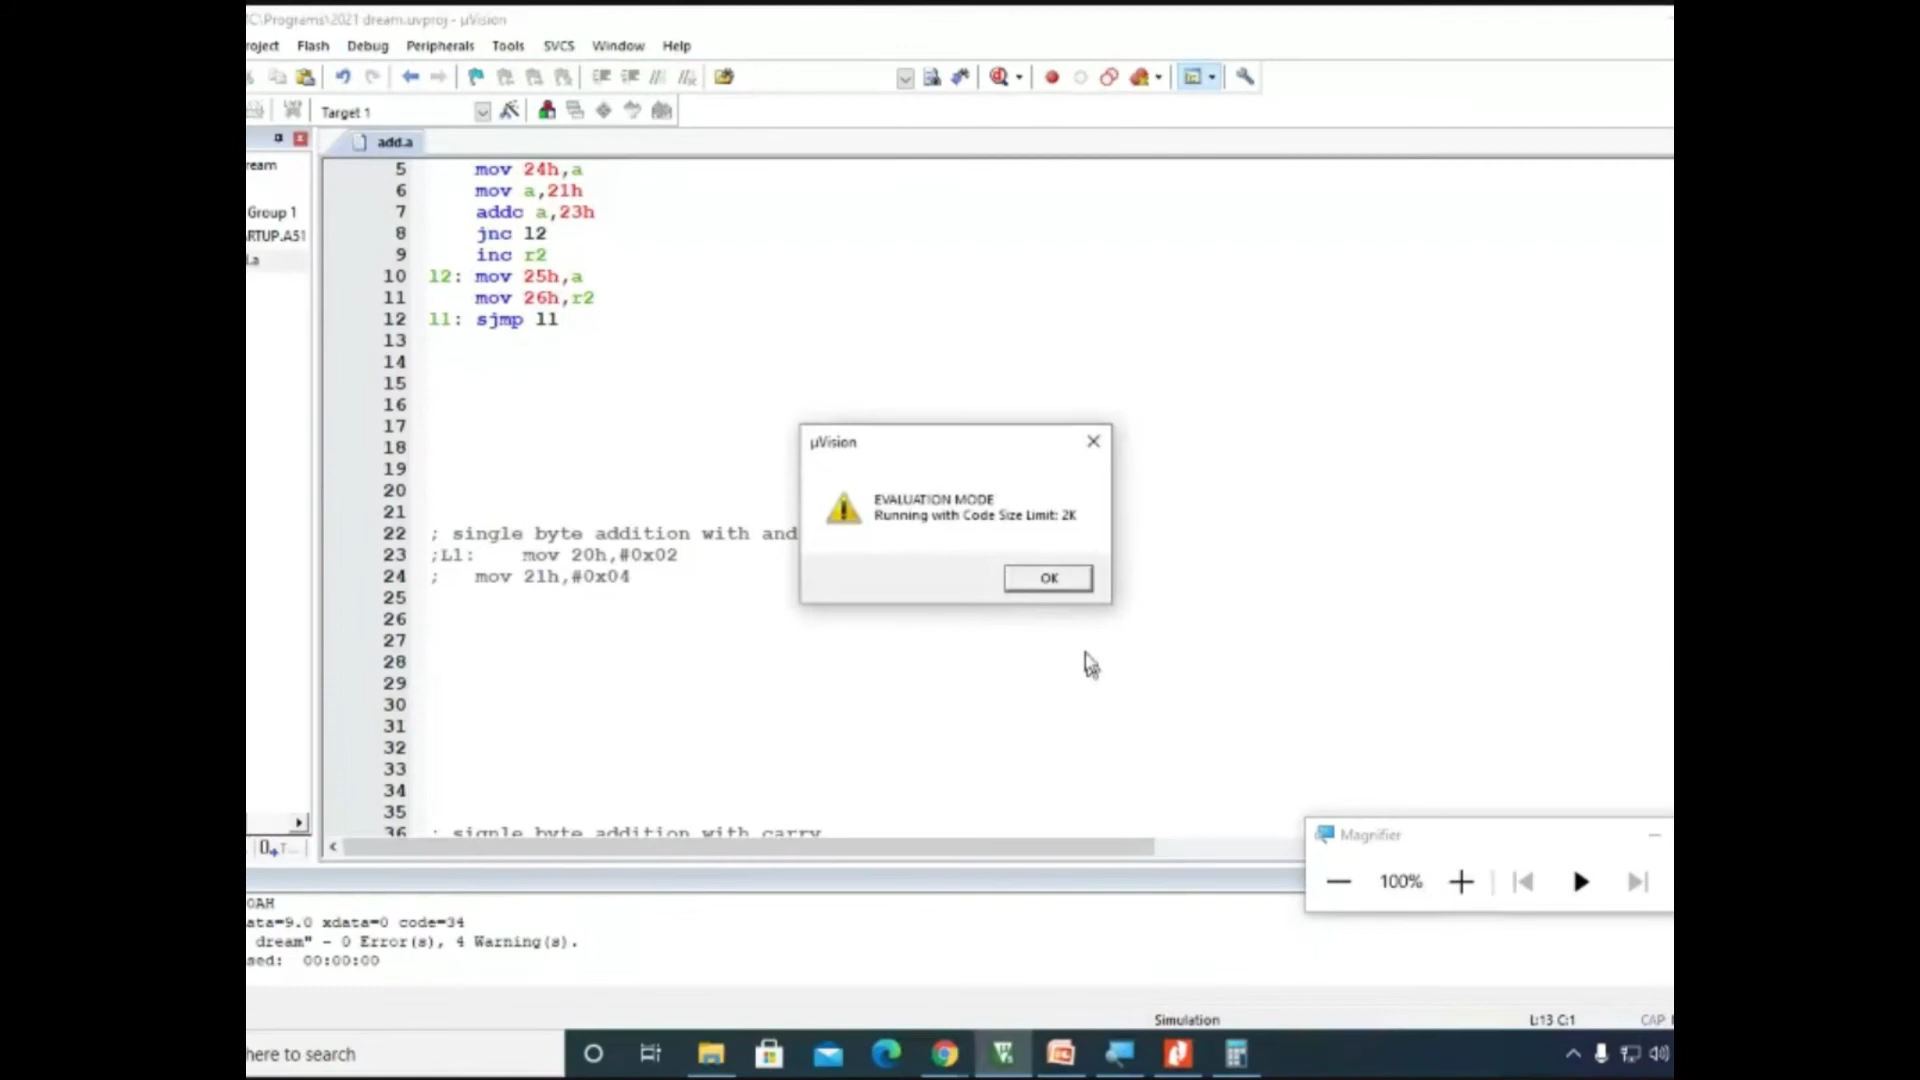 C\Programs\2021 dream.uvproj - µVision
roject Flash Debug Peripherals Tools SVCS Window Help
Target 1
add.a
ream
Group 1
RTUP.A51
.a
5 mov 24h,a
6 mov a,21h
7 addc a,23h
8 jnc l2
9 inc r2
10 l2: mov 25h,a
11 mov 26h,r2
12 l1: sjmp l1
13
14
15
16
17
18
19
20
21
22 ; single byte addition with and
23 ;L1: mov 20h,#0x02
24 ; mov 21h,#0x04
25
26
27
28
29
30
31
32
33
34
35
36 ; signle byte addition with carry
µVision
EVALUATION MODE
Running with Code Size Limit: 2K
OK
Magnifier
100%
0AH
ata=9.0 xdata=0 code=34
dream" - 0 Error(s), 4 Warning(s).
sed: 00:00:00
Simulation L:13 C:1 CAP
here to search